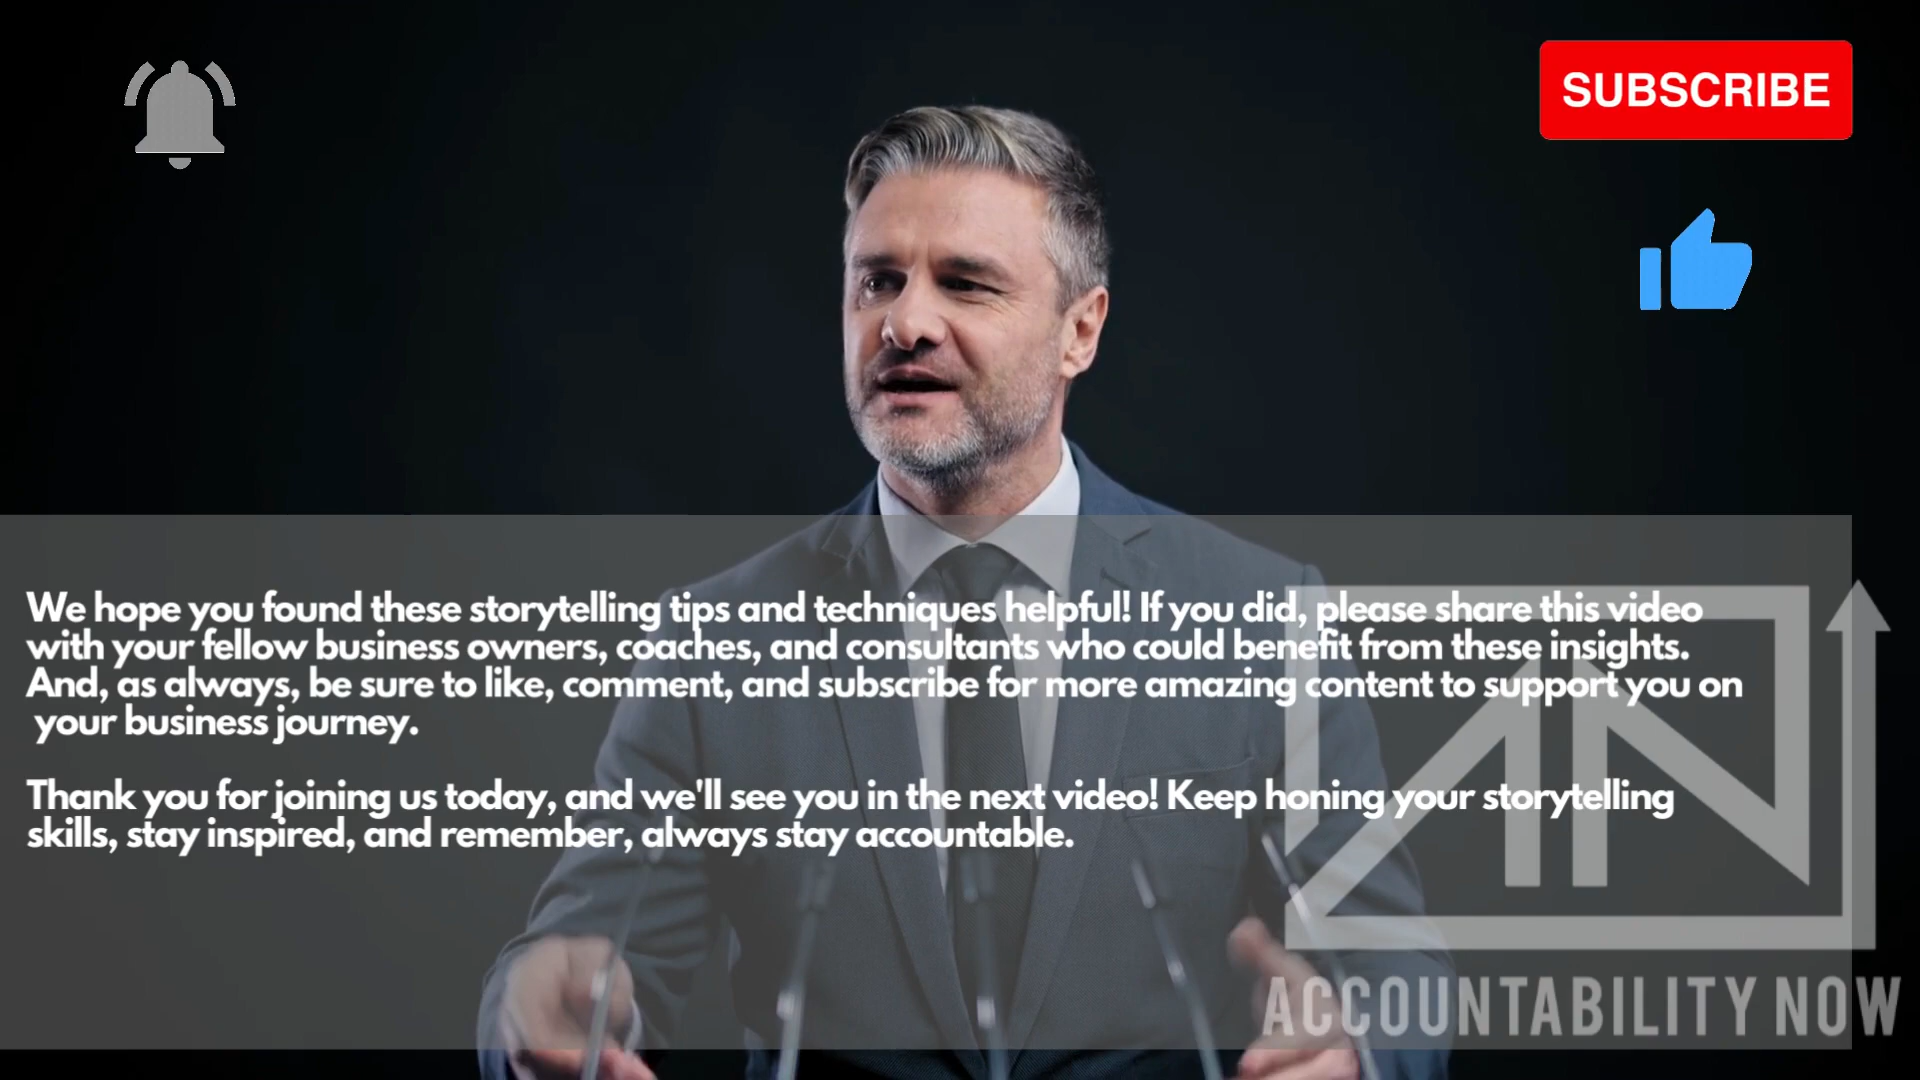 SUBSCRIBE
We hope you found these storytelling tips and techniques helpful! If you did, please share this video
with your fellow business owners, coaches, and consultants who could benefit from these insights.
And, as always, be sure to like, comment, and subscribe for more amazing content to support you on
your business journey.
Thank you for joining us today, and we'll see you in the next video! Keep honing your storytelling
skills, stay inspired, and remember, always stay accountable.
AN
ACCOUNTABILITY NOW